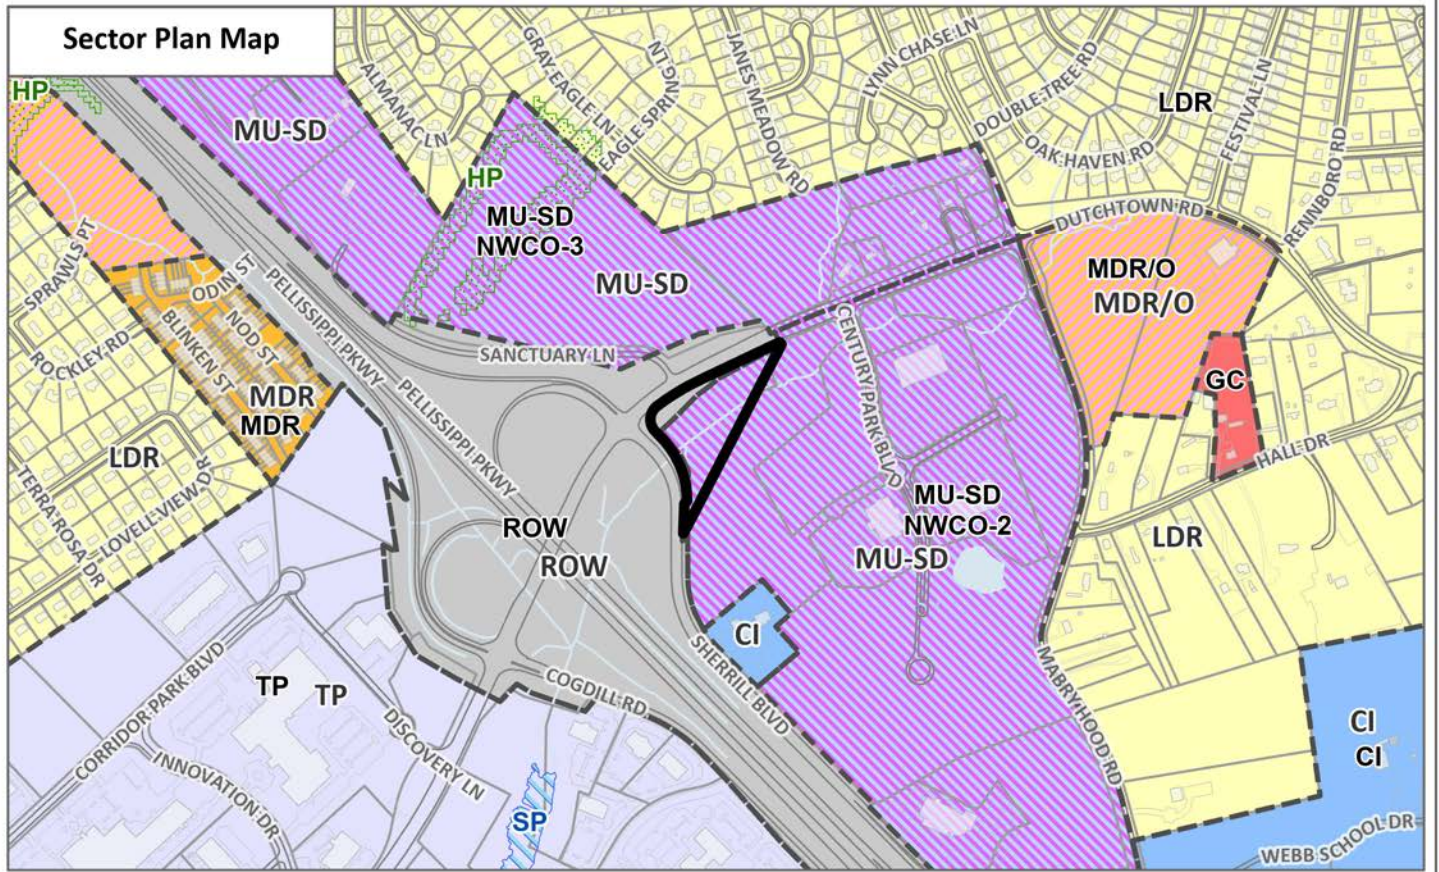 Sector Plan Map
HP
MU-SD
ALMANAC LN
GRAY EAGLE LN
EAGLE SPRING LN
JANES MEADOW RD
LYNN CHASE LN
DOUBLE TREE RD
LDR
OAK HAVEN RD
FESTIVAL LN
RENNBORO RD
HP
MU-SD
NWCO-3
MU-SD
DUTCHTOWN RD
SPRAWLS PT
ODIN ST
PELLISSIPPI PKWY
MDR/O
MDR/O
ROCKLEY RD
BLINKEN ST
NOD ST
SANCTUARY LN
CENTURY PARK BLVD
MDR
MDR
PELLISSIPPI PKWY
GC
LDR
HALL DR
TERRA ROSA DR
LOVELL VIEW DR
MU-SD
NWCO-2
MU-SD
ROW
ROW
LDR
CI
SHERRILL BLVD
MABRY HOOD RD
TP
TP
COGDILL RD
CORRIDOR PARK BLVD
DISCOVERY LN
INNOVATION DR
SP
CI
CI
WEBB SCHOOL DR